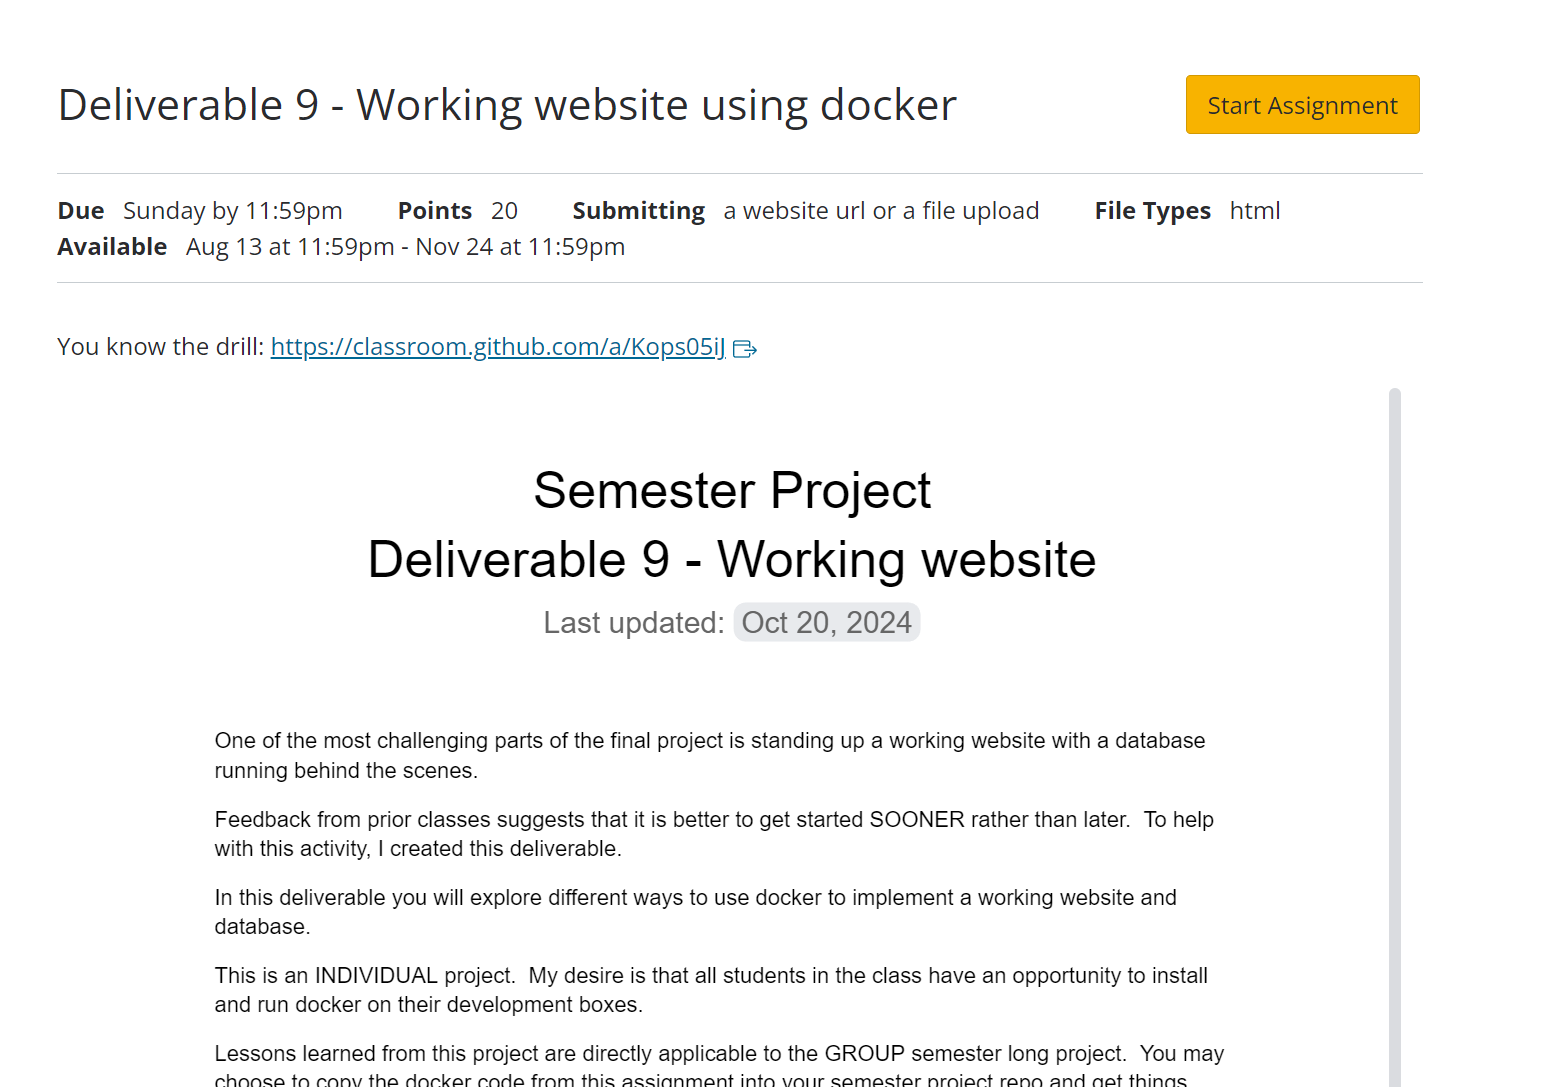 Deliverable 9 - Working website using docker
Start Assignment
Due Sunday by 11:59pm Points 20 Submitting a website url or a file upload File Types html
Available Aug 13 at 11:59pm - Nov 24 at 11:59pm
You know the drill: https://classroom.github.com/a/Kops05iJ
Semester Project
Deliverable 9 - Working website
Last updated: Oct 20, 2024
One of the most challenging parts of the final project is standing up a working website with a database
running behind the scenes.
Feedback from prior classes suggests that it is better to get started SOONER rather than later. To help
with this activity, I created this deliverable.
In this deliverable you will explore different ways to use docker to implement a working website and
database.
This is an INDIVIDUAL project. My desire is that all students in the class have an opportunity to install
and run docker on their development boxes.
Lessons learned from this project are directly applicable to the GROUP semester long project. You may
choose to copy the docker code from this assignment into your semester project repo and get things